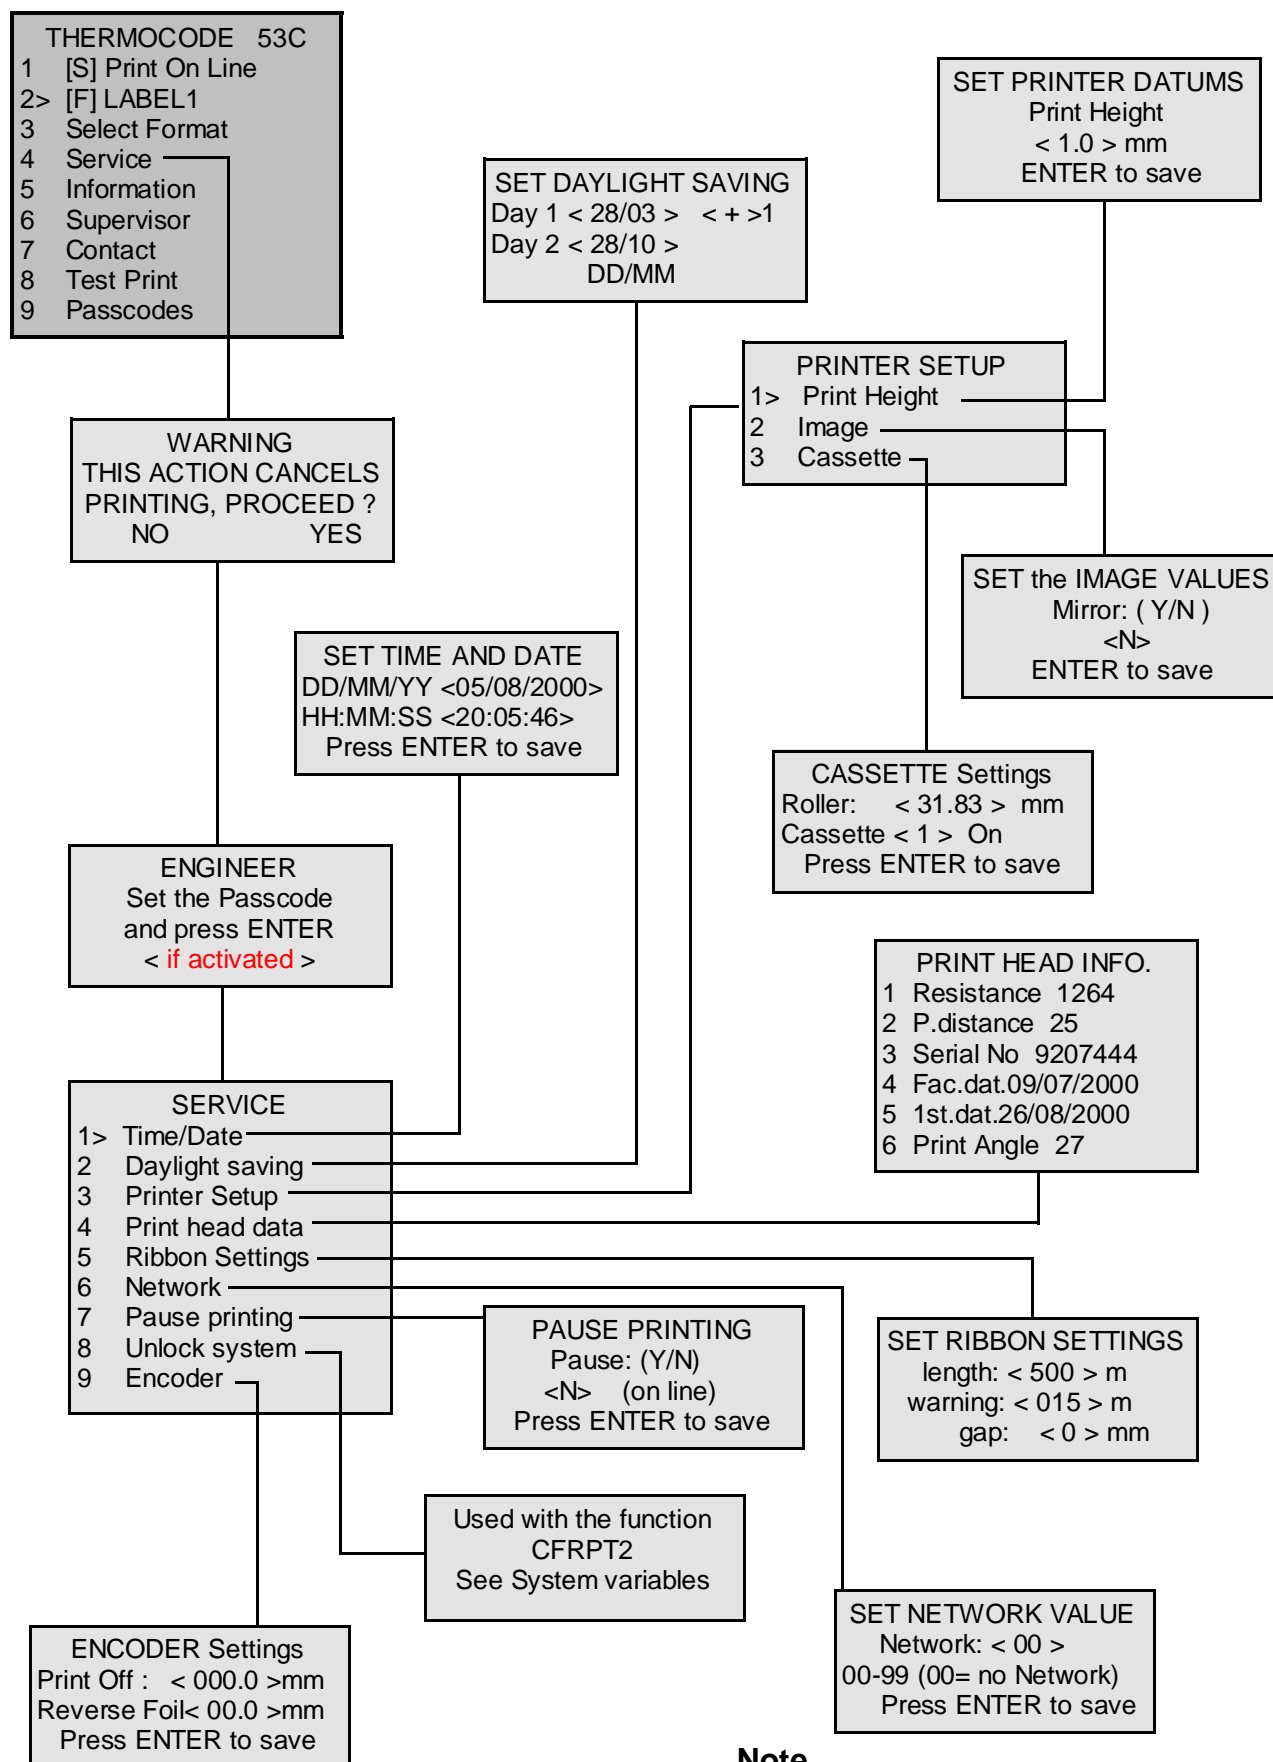 THERMOCODE 53C
1 [S] Print On Line
2> [F] LABEL1
3 Select Format
4 Service
5 Information
6 Supervisor
7 Contact
8 Test Print
9 Passcodes
SET PRINTER DATUMS
Print Height
< 1.0 > mm
ENTER to save
SET DAYLIGHT SAVING
Day 1 < 28/03 > < + >1
Day 2 < 28/10 >
DD/MM
PRINTER SETUP
1> Print Height
2 Image
3 Cassette
WARNING
THIS ACTION CANCELS
PRINTING, PROCEED ?
NO YES
SET the IMAGE VALUES
Mirror: ( Y/N )
<N>
ENTER to save
SET TIME AND DATE
DD/MM/YY <05/08/2000>
HH:MM:SS <20:05:46>
Press ENTER to save
CASSETTE Settings
Roller: < 31.83 > mm
Cassette < 1 > On
Press ENTER to save
ENGINEER
Set the Passcode
and press ENTER
< if activated >
PRINT HEAD INFO.
1 Resistance 1264
2 P.distance 25
3 Serial No 9207444
4 Fac.dat.09/07/2000
5 1st.dat.26/08/2000
6 Print Angle 27
SERVICE
1> Time/Date
2 Daylight saving
3 Printer Setup
4 Print head data
5 Ribbon Settings
6 Network
7 Pause printing
8 Unlock system
9 Encoder
PAUSE PRINTING
Pause: (Y/N)
<N> (on line)
Press ENTER to save
SET RIBBON SETTINGS
length: < 500 > m
warning: < 015 > m
gap: < 0 > mm
Used with the function
CFRPT2
See System variables
SET NETWORK VALUE
Network: < 00 >
00-99 (00= no Network)
Press ENTER to save
ENCODER Settings
Print Off : < 000.0 >mm
Reverse Foil< 00.0 >mm
Press ENTER to save
Note